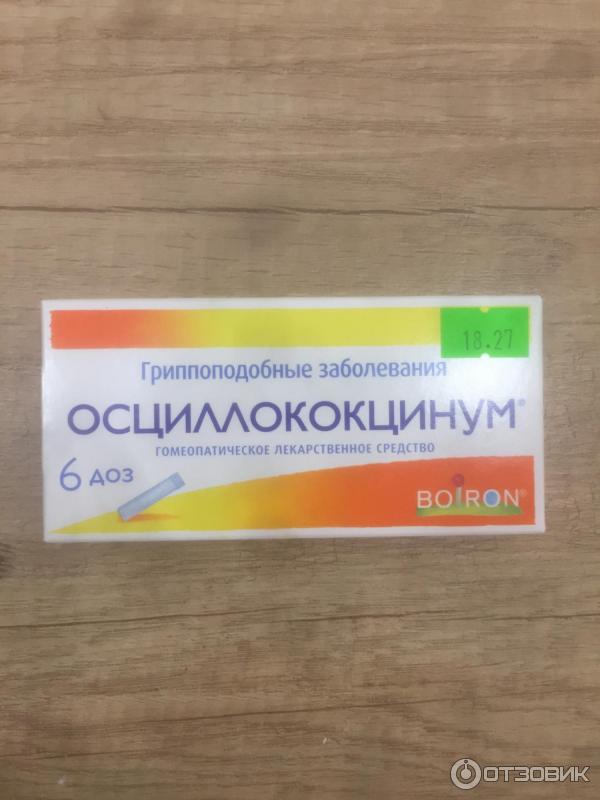 18.27
Гриппоподобные заболевания
ОСЦИЛЛОКОКЦИНУМ®
ГОМЕОПАТИЧЕСКОЕ ЛЕКАРСТВЕННОЕ СРЕДСТВО
6 доз
BOIRON®
ОТЗОВИК